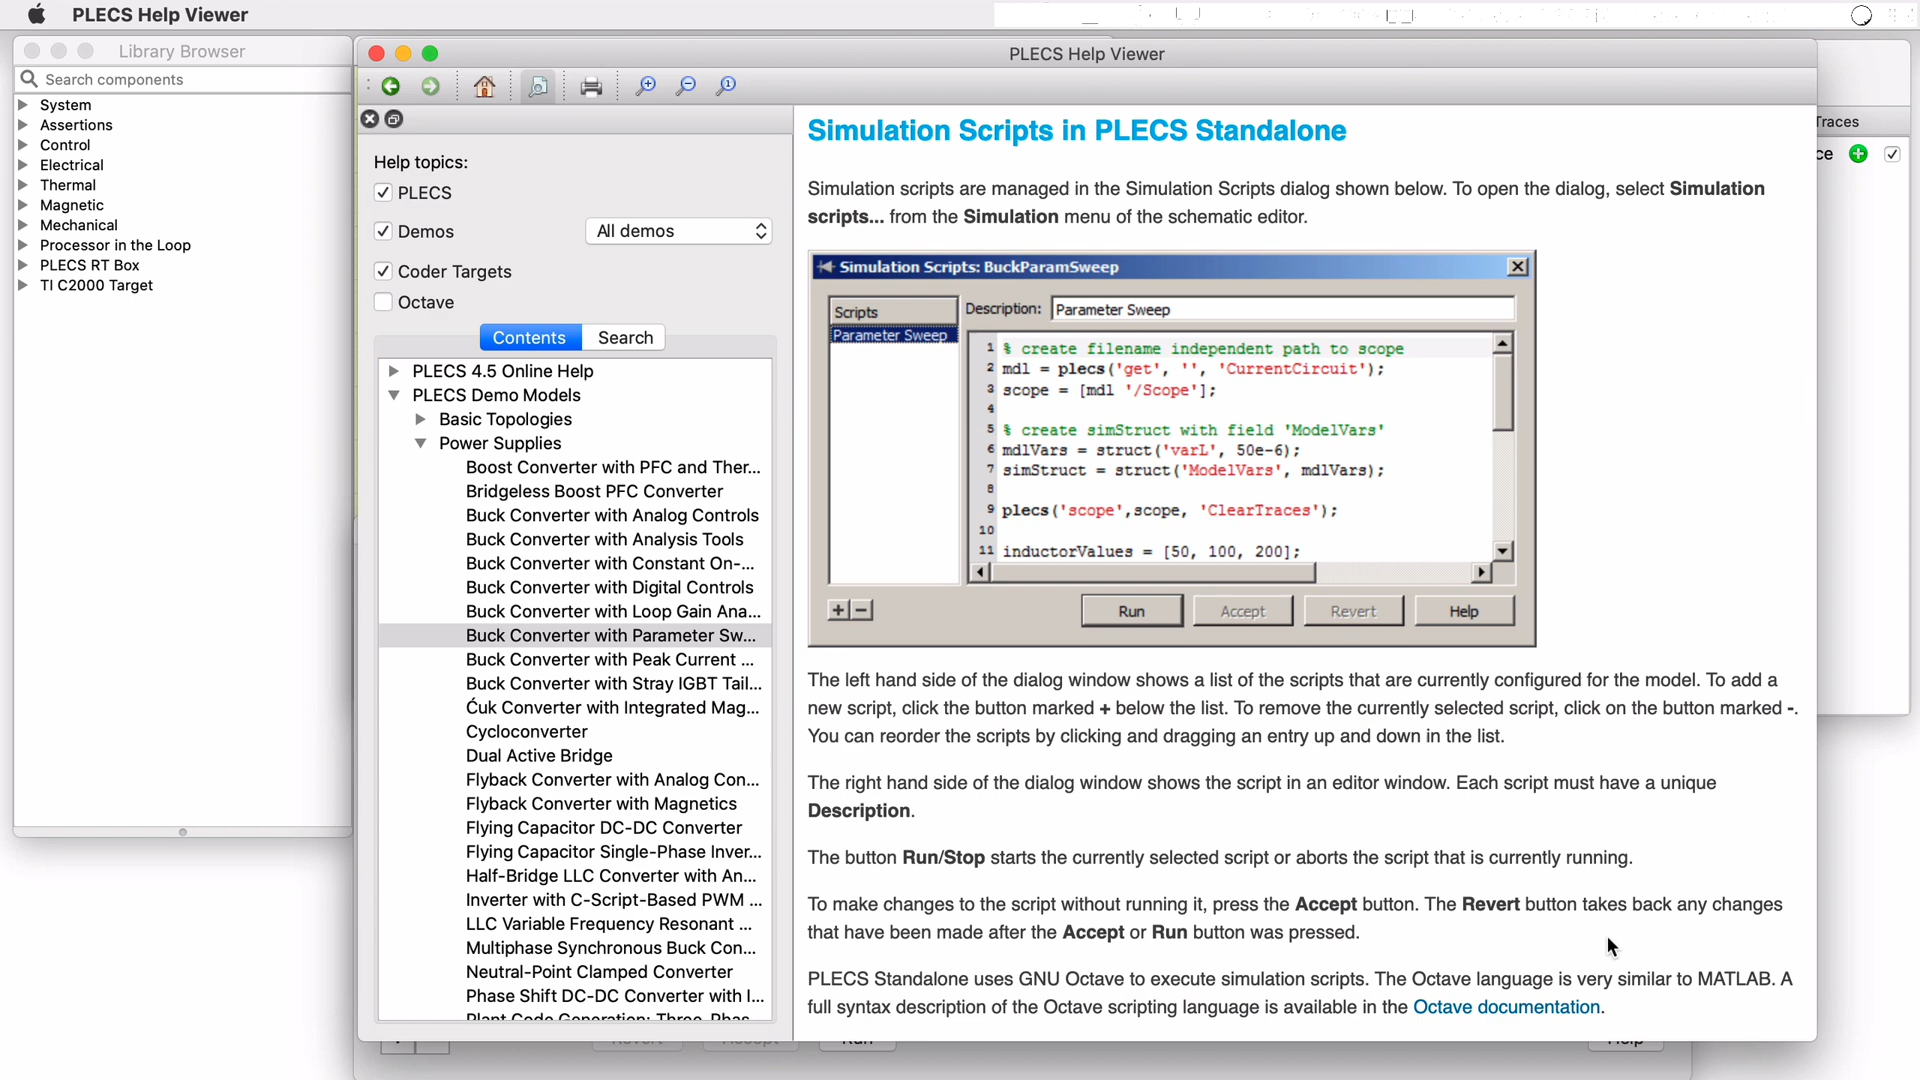 PLECS Help Viewer
Library Browser
Search components
System
Assertions
Control
Electrical
Thermal
Magnetic
Mechanical
Processor in the Loop
PLECS RT Box
TI C2000 Target
PLECS Help Viewer
Help topics:
PLECS
Demos
All demos
Coder Targets
Octave
Contents
Search
PLECS 4.5 Online Help
PLECS Demo Models
Basic Topologies
Power Supplies
Boost Converter with PFC and Ther...
Bridgeless Boost PFC Converter
Buck Converter with Analog Controls
Buck Converter with Analysis Tools
Buck Converter with Constant On-...
Buck Converter with Digital Controls
Buck Converter with Loop Gain Ana...
Buck Converter with Parameter Sw...
Buck Converter with Peak Current ...
Buck Converter with Stray IGBT Tail...
Ćuk Converter with Integrated Mag...
Cycloconverter
Dual Active Bridge
Flyback Converter with Analog Con...
Flyback Converter with Magnetics
Flying Capacitor DC-DC Converter
Flying Capacitor Single-Phase Inver...
Half-Bridge LLC Converter with An...
Inverter with C-Script-Based PWM ...
LLC Variable Frequency Resonant ...
Multiphase Synchronous Buck Con...
Neutral-Point Clamped Converter
Phase Shift DC-DC Converter with I...
Plant Code Generation: Three-Phas...
Simulation Scripts in PLECS Standalone
Simulation scripts are managed in the Simulation Scripts dialog shown below. To open the dialog, select Simulation
scripts... from the Simulation menu of the schematic editor.
Simulation Scripts: BuckParamSweep
Scripts
Parameter Sweep
Description: Parameter Sweep
1 % create filename independent path to scope
2 mdl = plecs('get', '', 'CurrentCircuit');
3 scope = [mdl '/Scope'];
4
5 % create simStruct with field 'ModelVars'
6 mdlVars = struct('varL', 50e-6);
7 simStruct = struct('ModelVars', mdlVars);
8
9 plecs('scope',scope, 'ClearTraces');
10
11 inductorValues = [50, 100, 200];
+ -
Run
Accept
Revert
Help
The left hand side of the dialog window shows a list of the scripts that are currently configured for the model. To add a
new script, click the button marked + below the list. To remove the currently selected script, click on the button marked -.
You can reorder the scripts by clicking and dragging an entry up and down in the list.
The right hand side of the dialog window shows the script in an editor window. Each script must have a unique
Description.
The button Run/Stop starts the currently selected script or aborts the script that is currently running.
To make changes to the script without running it, press the Accept button. The Revert button takes back any changes
that have been made after the Accept or Run button was pressed.
PLECS Standalone uses GNU Octave to execute simulation scripts. The Octave language is very similar to MATLAB. A
full syntax description of the Octave scripting language is available in the Octave documentation.
Traces
ce
Revert
Accept
Run
Help